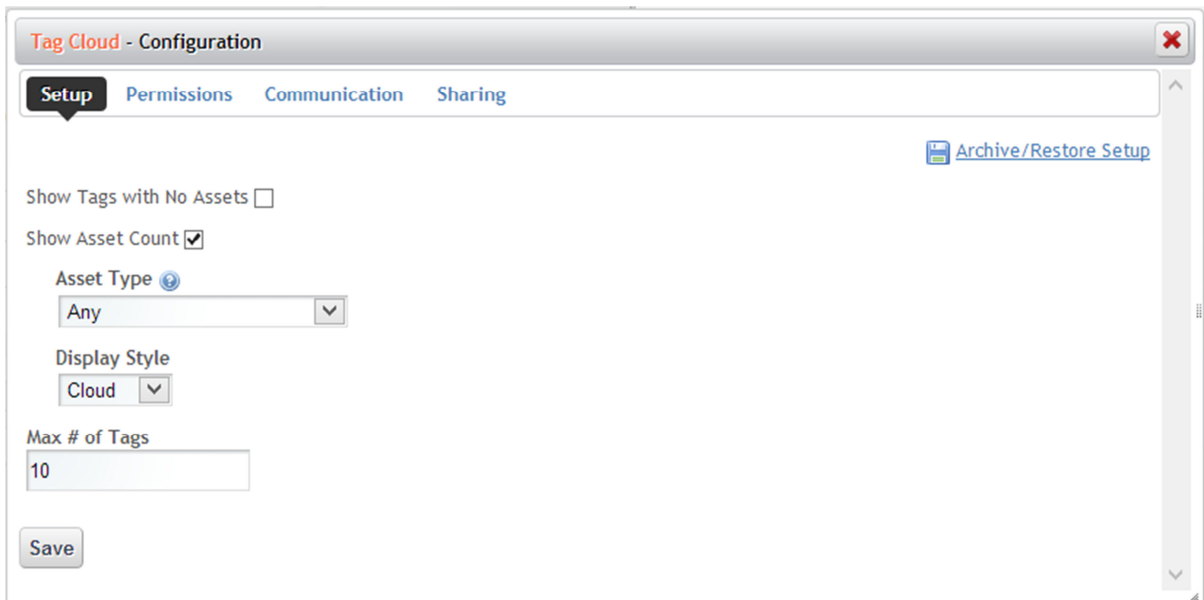 Tag Cloud - Configuration
Setup Permissions Communication Sharing
Archive/Restore Setup
Show Tags with No Assets
Show Asset Count
Asset Type
Any
Display Style
Cloud
Max # of Tags
10
Save